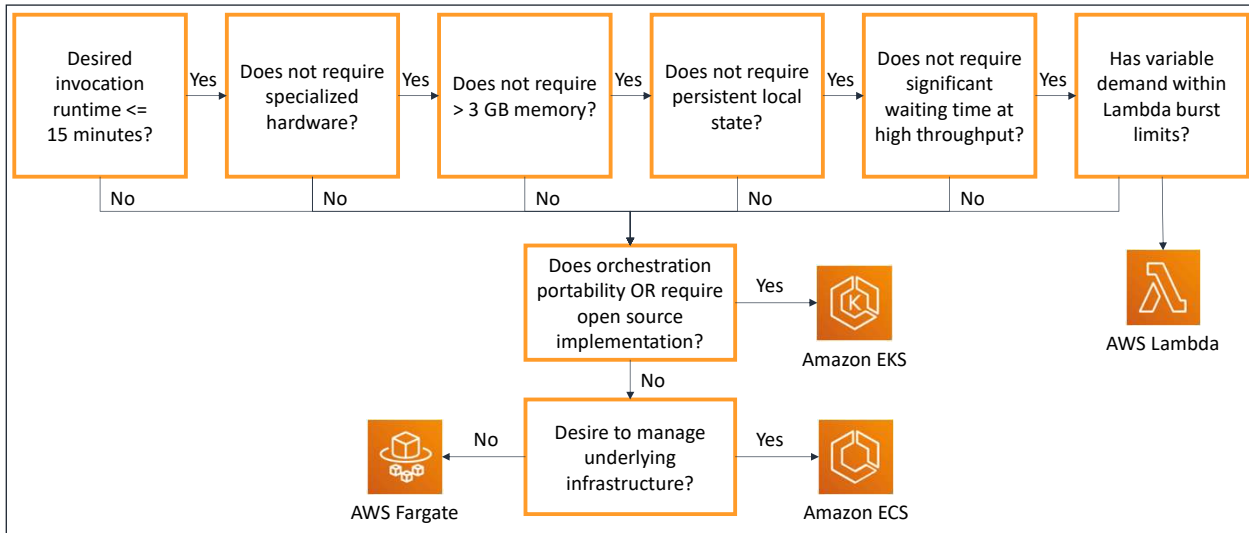 Desired
invocation
runtime <=
15 minutes?
Yes
Does not require
specialized
hardware?
Yes
Does not require
> 3 GB memory?
Yes
Does not require
persistent local
state?
Yes
Does not require
significant
waiting time at
high throughput?
Yes
Has variable
demand within
Lambda burst
limits?
No
No
No
No
No
Does orchestration
portability OR require
open source
implementation?
Yes
K
Amazon EKS
AWS Lambda
No
Desire to manage
underlying
infrastructure?
No
AWS Fargate
Yes
Amazon ECS